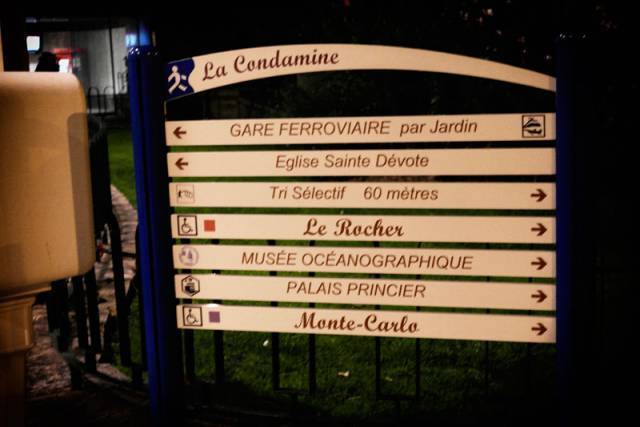 La Condamine
GARE FERROVIAIRE par Jardin
Eglise Sainte Dévote
Tri Sélectif 60 mètres
Le Rocher
MUSÉE OCÉANOGRAPHIQUE
PALAIS PRINCIER
Monte-Carlo